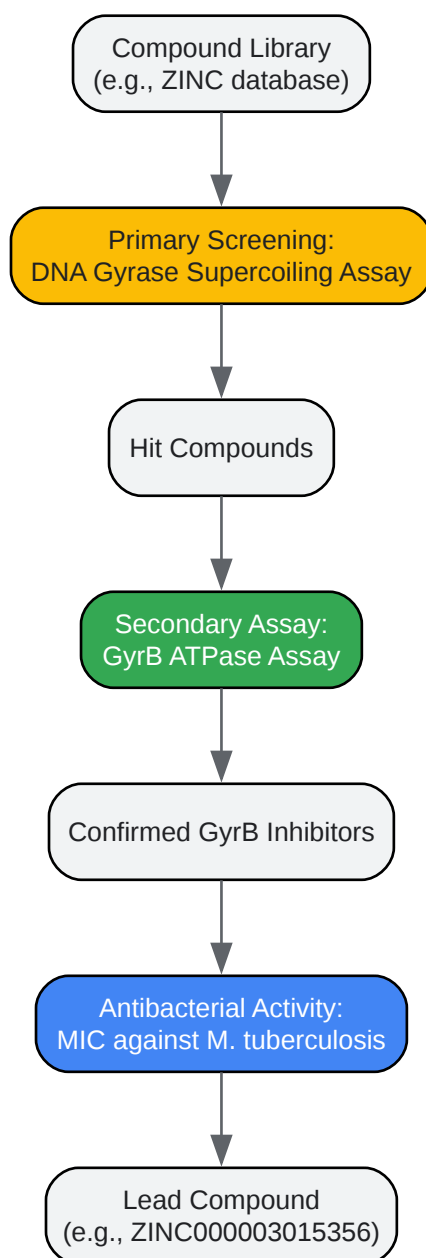 Compound Library
(e.g., ZINC database)
Primary Screening:
DNA Gyrase Supercoiling Assay
Hit Compounds
Secondary Assay:
GyrB ATPase Assay
Confirmed GyrB Inhibitors
Antibacterial Activity:
MIC against M. tuberculosis
Lead Compound
(e.g., ZINC000003015356)